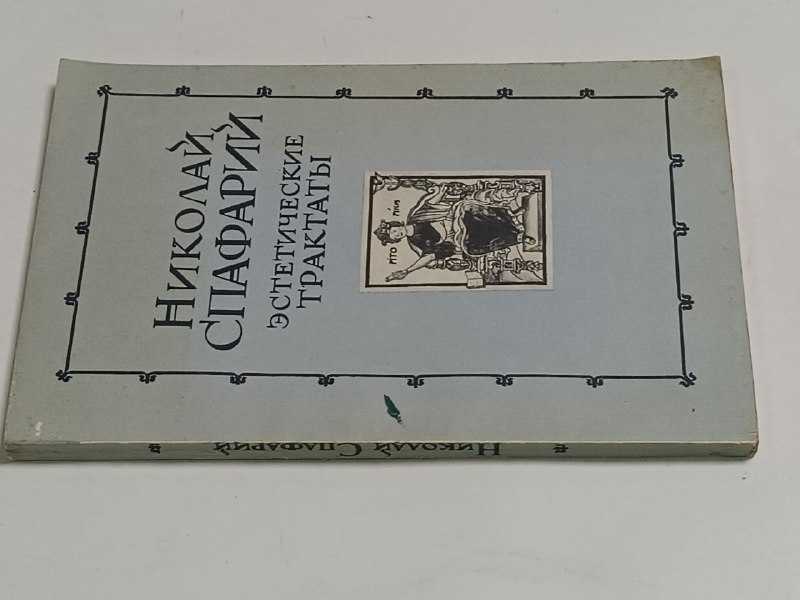 Николай
Спафарий
эстетические
трактаты
Николай Спафарий